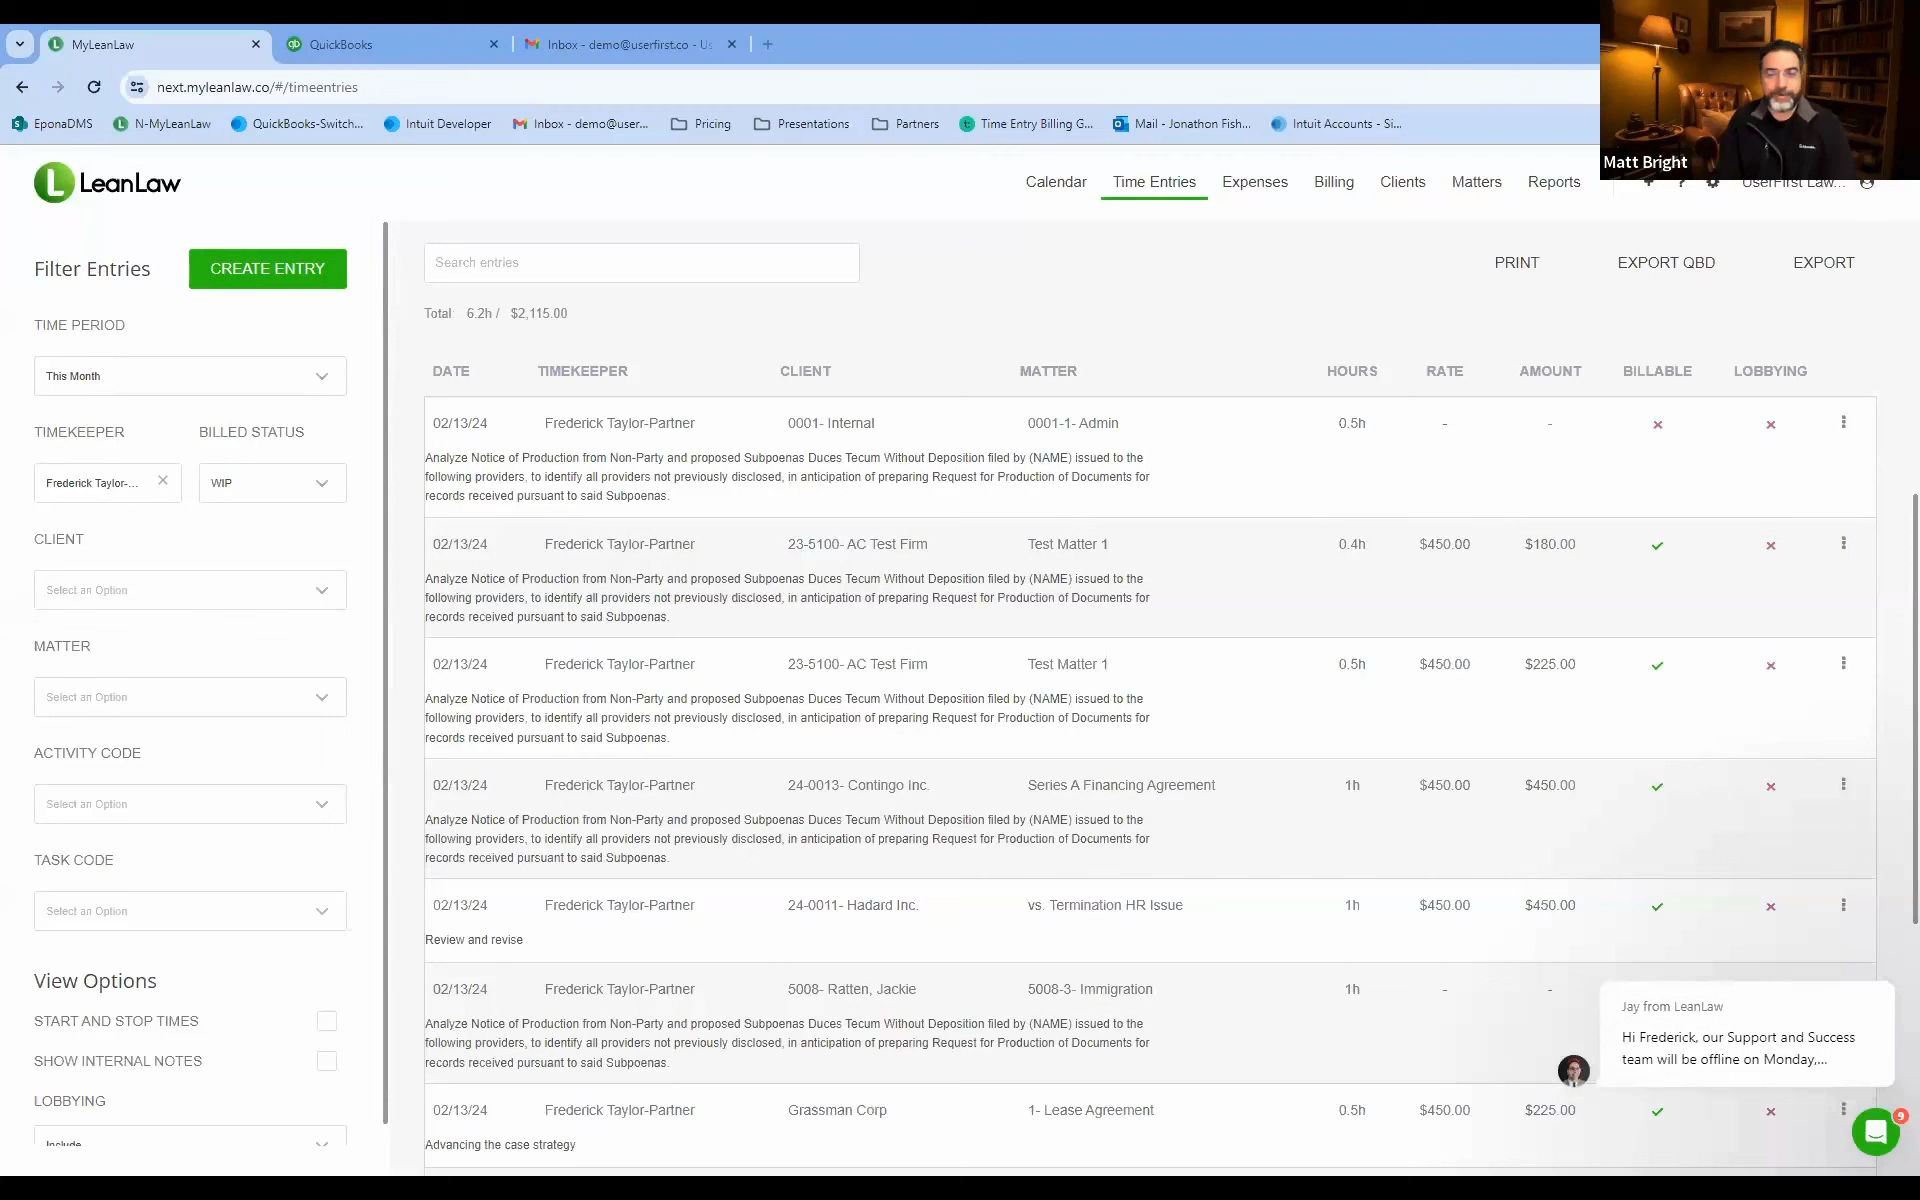 MyLeanLaw
QuickBooks
Inbox - demo@userfirst.co - Us
next.myleanlaw.co/#/timeentries
EponaDMS
N-MyLeanLaw
QuickBooks-Switch...
Intuit Developer
Inbox - demo@user...
Pricing
Presentations
Partners
Time Entry Billing G...
Mail - Jonathon Fish...
Intuit Accounts - Si...
Matt Bright
LeanLaw
Calendar
Time Entries
Expenses
Billing
Clients
Matters
Reports
UserFirst Law...
Filter Entries
CREATE ENTRY
TIME PERIOD
This Month
TIMEKEEPER
BILLED STATUS
Frederick Taylor-...
WIP
CLIENT
Select an Option
MATTER
Select an Option
ACTIVITY CODE
Select an Option
TASK CODE
Select an Option
View Options
START AND STOP TIMES
SHOW INTERNAL NOTES
LOBBYING
Include
Search entries
PRINT
EXPORT QBD
EXPORT
Total: 6.2h / $2,115.00
DATE TIMEKEEPER CLIENT MATTER HOURS RATE AMOUNT BILLABLE LOBBYING
02/13/24 Frederick Taylor-Partner 0001- Internal 0001-1- Admin 0.5h - -
Analyze Notice of Production from Non-Party and proposed Subpoenas Duces Tecum Without Deposition filed by (NAME) issued to the
following providers, to identify all providers not previously disclosed, in anticipation of preparing Request for Production of Documents for
records received pursuant to said Subpoenas.
02/13/24 Frederick Taylor-Partner 23-5100- AC Test Firm Test Matter 1 0.4h $450.00 $180.00
Analyze Notice of Production from Non-Party and proposed Subpoenas Duces Tecum Without Deposition filed by (NAME) issued to the
following providers, to identify all providers not previously disclosed, in anticipation of preparing Request for Production of Documents for
records received pursuant to said Subpoenas.
02/13/24 Frederick Taylor-Partner 23-5100- AC Test Firm Test Matter 1 0.5h $450.00 $225.00
Analyze Notice of Production from Non-Party and proposed Subpoenas Duces Tecum Without Deposition filed by (NAME) issued to the
following providers, to identify all providers not previously disclosed, in anticipation of preparing Request for Production of Documents for
records received pursuant to said Subpoenas.
02/13/24 Frederick Taylor-Partner 24-0013- Contingo Inc. Series A Financing Agreement 1h $450.00 $450.00
Analyze Notice of Production from Non-Party and proposed Subpoenas Duces Tecum Without Deposition filed by (NAME) issued to the
following providers, to identify all providers not previously disclosed, in anticipation of preparing Request for Production of Documents for
records received pursuant to said Subpoenas.
02/13/24 Frederick Taylor-Partner 24-0011- Hadard Inc. vs. Termination HR Issue 1h $450.00 $450.00
Review and revise
02/13/24 Frederick Taylor-Partner 5008- Ratten, Jackie 5008-3- Immigration 1h - -
Analyze Notice of Production from Non-Party and proposed Subpoenas Duces Tecum Without Deposition filed by (NAME) issued to the
following providers, to identify all providers not previously disclosed, in anticipation of preparing Request for Production of Documents for
records received pursuant to said Subpoenas.
02/13/24 Frederick Taylor-Partner Grassman Corp 1- Lease Agreement 0.5h $450.00 $225.00
Advancing the case strategy
Jay from LeanLaw
Hi Frederick, our Support and Success
team will be offline on Monday,...
9